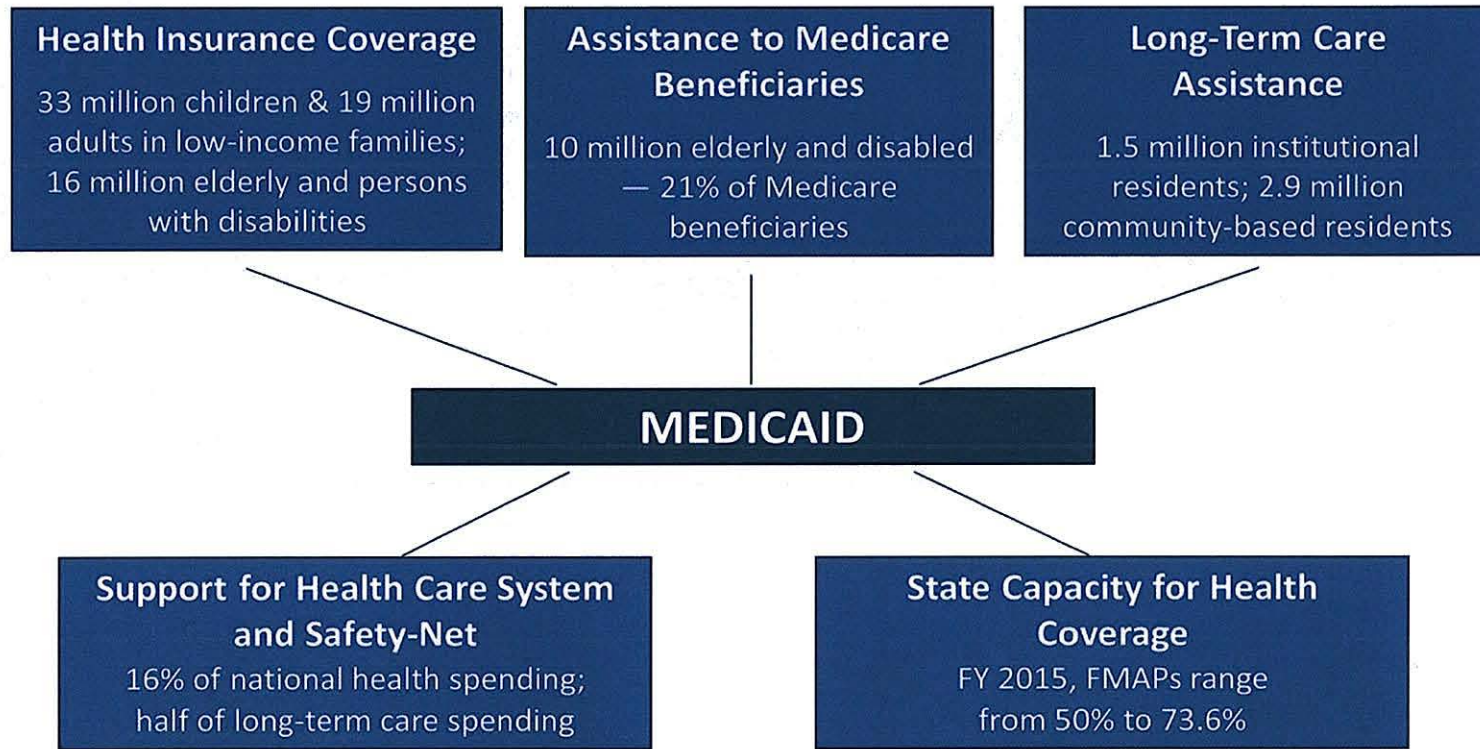 Health Insurance Coverage
33 million children & 19 million
adults in low-income families;
16 million elderly and persons
with disabilities
Assistance to Medicare
Beneficiaries
10 million elderly and disabled
— 21% of Medicare
beneficiaries
Long-Term Care
Assistance
1.5 million institutional
residents; 2.9 million
community-based residents
MEDICAID
Support for Health Care System
and Safety-Net
16% of national health spending;
half of long-term care spending
State Capacity for Health
Coverage
FY 2015, FMAPs range
from 50% to 73.6%